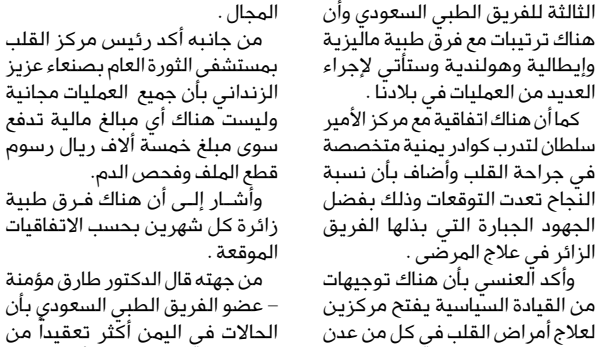 الثالثة للفريق الطبي السعودي وأن
هناك ترتيبات مع فرق طبية ماليزية
وإيطالية وهولندية وستأتي لإجراء
العديد من العمليات في بلادنا .
كما أن هناك اتفاقية مع مركز الأمير
سلطان لتدرب كوادر يمنية متخصصة
في جراحة القلب وأضاف بأن نسبة
النجاح تعدت التوقعات وذلك بفضل
الجهود الجبارة التي بذلها الفريق
الزائر في علاج المرضى .
وأكد العنسي بأن هناك توجيهات
من القيادة السياسية يفتح مركزين
لعلاج أمراض القلب في كل من عدن
المجال .
من جانبه أكد رئيس مركز القلب
بمستشفى الثورة العام بصنعاء عزيز
الزنداني بأن جميع العمليات مجانية
وليست هناك أي مبالغ مالية تدفع
سوى مبلغ خمسة ألاف ريال رسوم
قطع الملف وفحص الدم.
وأشـار إلـى أن هناك فـرق طبية
زائرة كل شهرين بحسب الاتفاقيات
الموقعة .
من جهته قال الدكتور طارق مؤمنة
– عضو الفريق الطبي السعودي بأن
الحالات في اليمن أكثر تعقيداً من